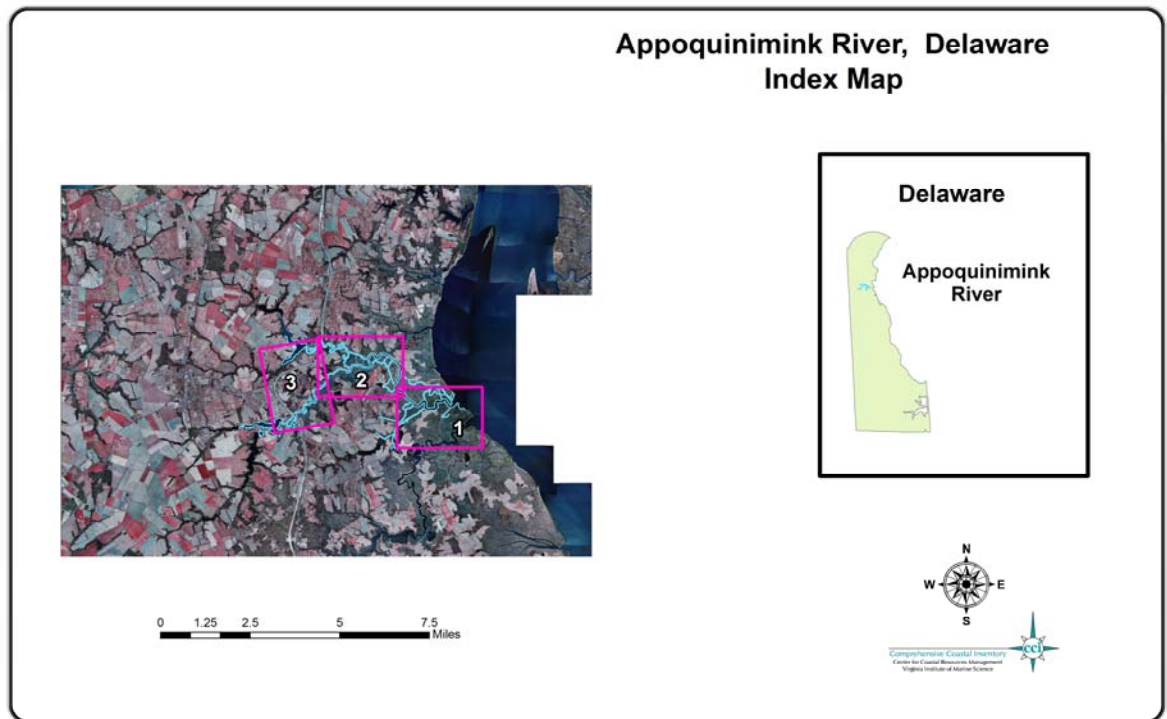 Appoquinimink River, Delaware
Index Map
Delaware
Appoquinimink
River
3
2
1
N
W
E
S
0 1.25 2.5 5 7.5
Miles
Comprehensive Coastal Inventory
Center for Coastal Resources Management
Virginia Institute of Marine Science
cci